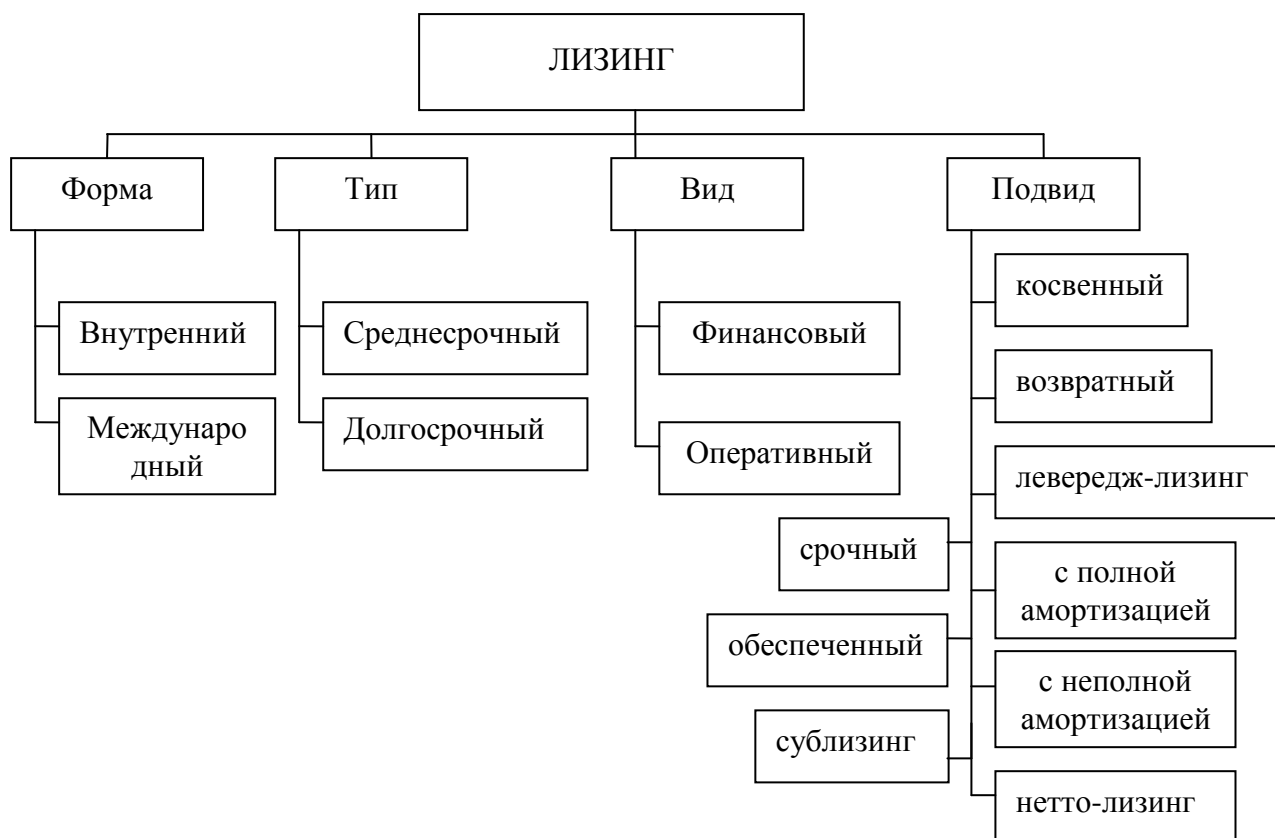 ЛИЗИНГ
Форма
Тип
Вид
Подвид
Внутренний
Междунаро
дный
Среднесрочный
Долгосрочный
Финансовый
Оперативный
косвенный
возвратный
левередж-лизинг
срочный
с полной
амортизацией
обеспеченный
с неполной
амортизацией
сублизинг
нетто-лизинг